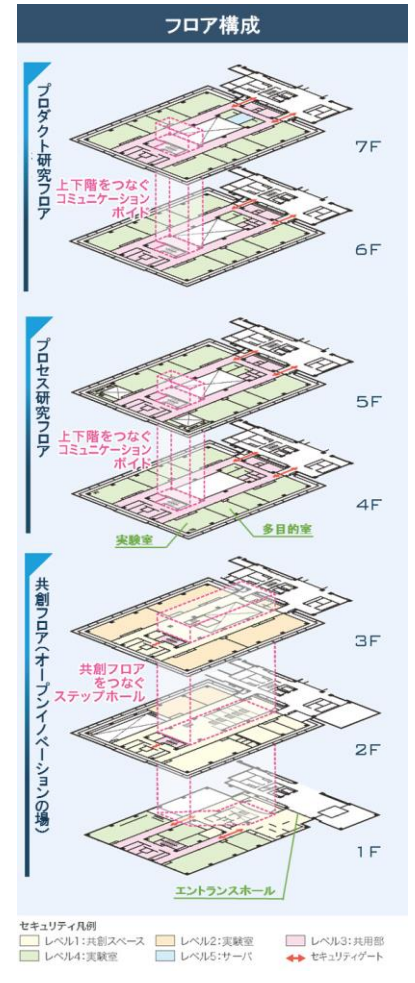 フロア構成
プロダクト研究フロア
7F
上下階をつなぐ
コミュニケーション
ボイド
6F
プロセス研究フロア
5F
上下階をつなぐ
コミュニケーション
ボイド
4F
実験室
多目的室
共創フロア(オープンイノベーションの場)
3F
共創フロア
をつなぐ
ステップホール
2F
1F
エントランスホール
セキュリティ凡例
レベル1:共創スペース レベル2:実験室 レベル3:共用部
レベル4:実験室 レベル5:サーバ セキュリティゲート